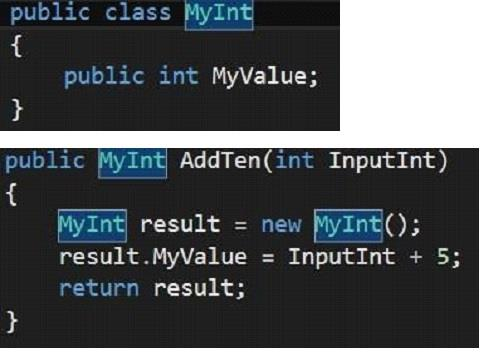 public class MyInt
{
public int MyValue;
}
public MyInt AddTen(int InputInt)
{
MyInt result = new MyInt();
result.MyValue = InputInt + 5;
return result;
}